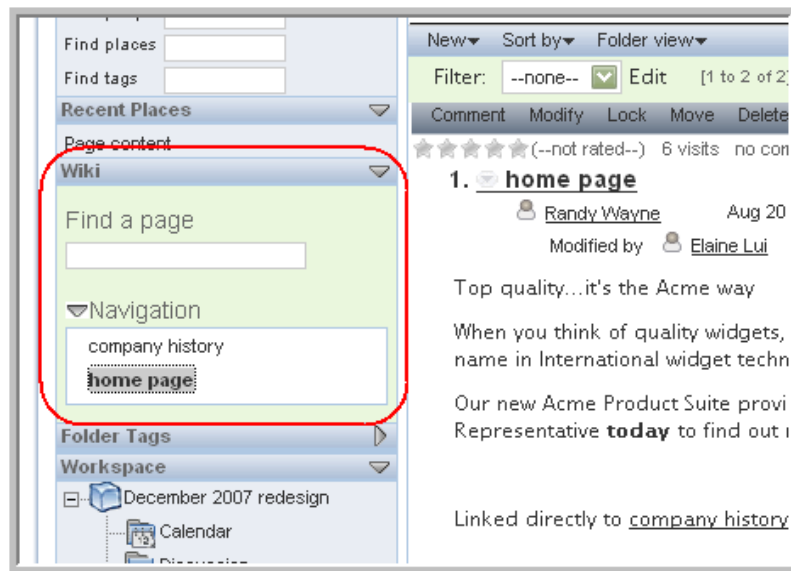 Find places
Find tags
Recent Places
Page content
Wiki
Find a page
Navigation
company history
home page
Folder Tags
Workspace
December 2007 redesign
Calendar
New Sort by Folder view
Filter: --none-- Edit [1 to 2 of 2]
Comment Modify Lock Move Delete
(--not rated--) 6 visits no com
1. home page
Randy Wayne Aug 20
Modified by Elaine Lui
Top quality...it's the Acme way
When you think of quality widgets,
name in International widget techn
Our new Acme Product Suite provi
Representative today to find out
Linked directly to company history